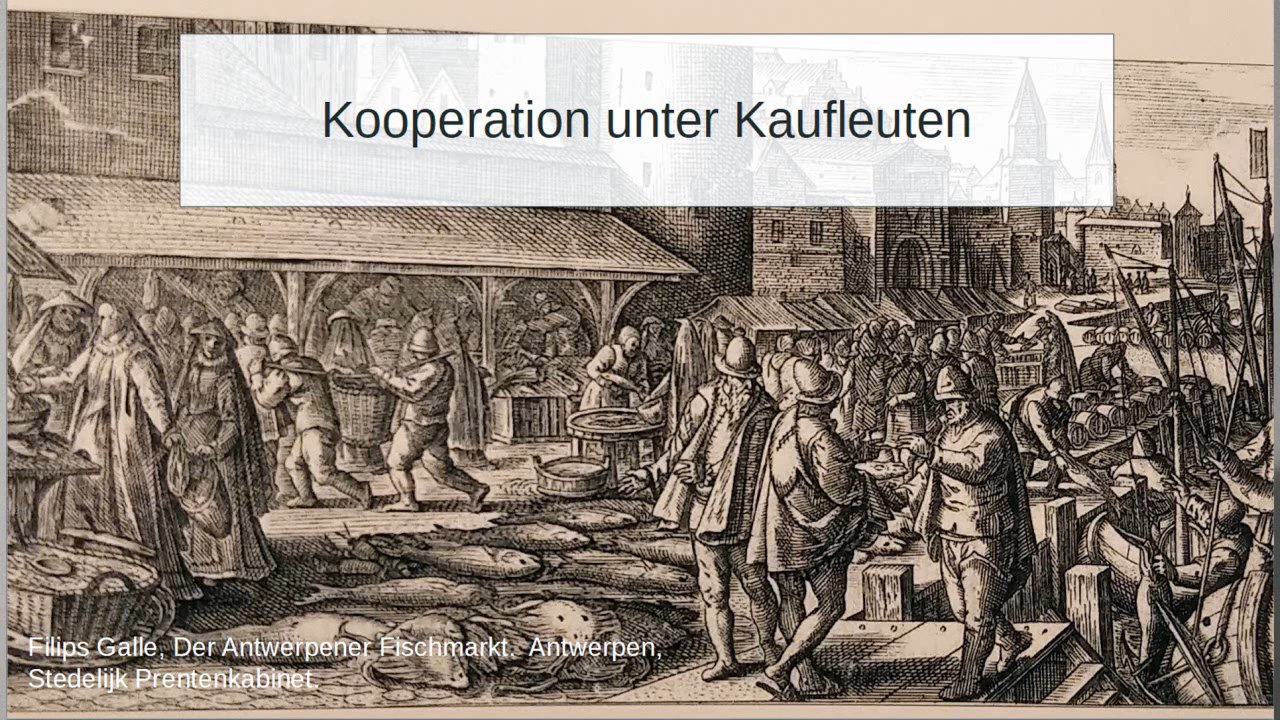 Kooperation unter Kaufleuten
Filips Galle, Der Antwerpener Fischmarkt.  Antwerpen,
Stedelijk Prentenkabinet.